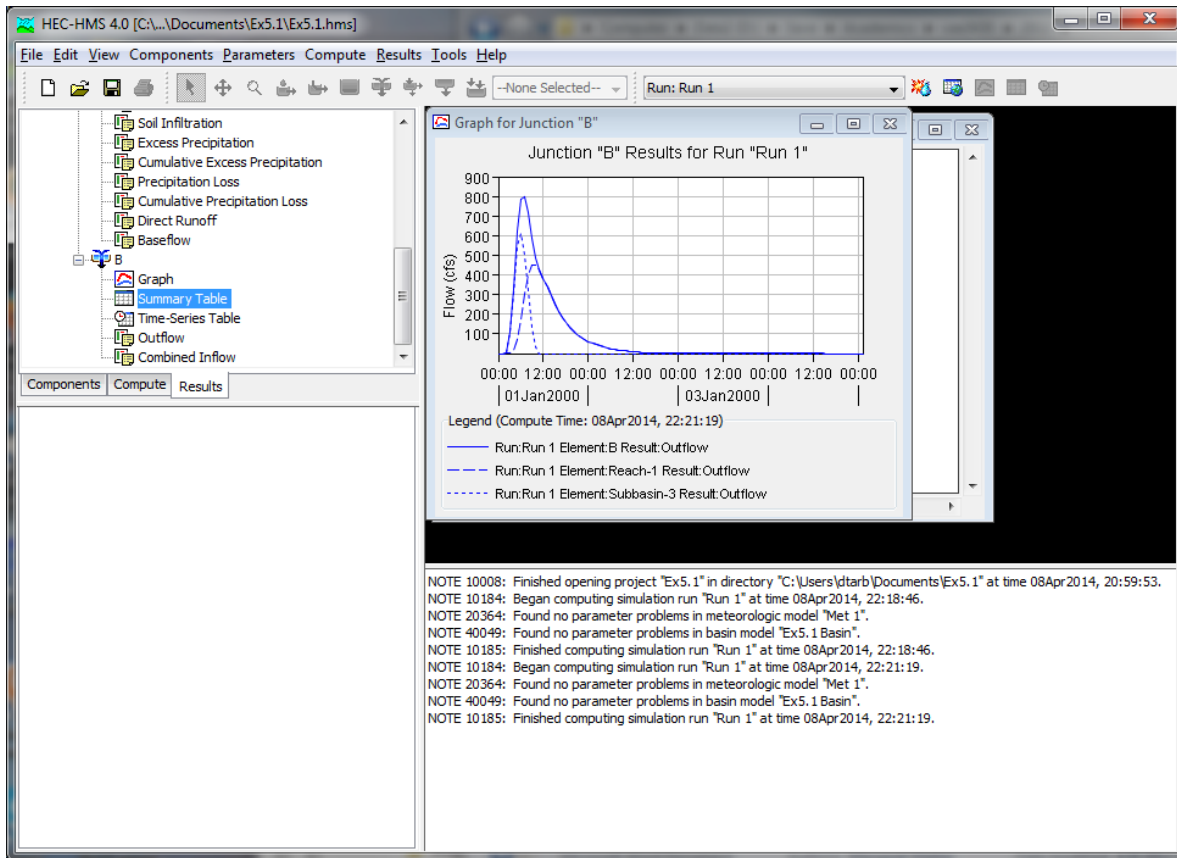 HEC-HMS 4.0 [C:\...\Documents\Ex5.1\Ex5.1.hms]
File Edit View Components Parameters Compute Results Tools Help
--None Selected-- Run: Run 1
Soil Infiltration
Excess Precipitation
Cumulative Excess Precipitation
Precipitation Loss
Cumulative Precipitation Loss
Direct Runoff
Baseflow
B
Graph
Summary Table
Time-Series Table
Outflow
Combined Inflow
Components Compute Results
Graph for Junction "B"
Junction "B" Results for Run "Run 1"
900
800
700
600
500
400
300
200
100
Flow (cfs)
00:00 12:00 00:00 12:00 00:00 12:00 00:00 12:00 00:00
01Jan2000 03Jan2000
Legend (Compute Time: 08Apr2014, 22:21:19)
Run:Run 1 Element:B Result:Outflow
Run:Run 1 Element:Reach-1 Result:Outflow
Run:Run 1 Element:Subbasin-3 Result:Outflow
NOTE 10008: Finished opening project "Ex5.1" in directory "C:\Users\dtarb\Documents\Ex5.1" at time 08Apr2014, 20:59:53.
NOTE 10184: Began computing simulation run "Run 1" at time 08Apr2014, 22:18:46.
NOTE 20364: Found no parameter problems in meteorologic model "Met 1".
NOTE 40049: Found no parameter problems in basin model "Ex5.1 Basin".
NOTE 10185: Finished computing simulation run "Run 1" at time 08Apr2014, 22:18:46.
NOTE 10184: Began computing simulation run "Run 1" at time 08Apr2014, 22:21:19.
NOTE 20364: Found no parameter problems in meteorologic model "Met 1".
NOTE 40049: Found no parameter problems in basin model "Ex5.1 Basin".
NOTE 10185: Finished computing simulation run "Run 1" at time 08Apr2014, 22:21:19.